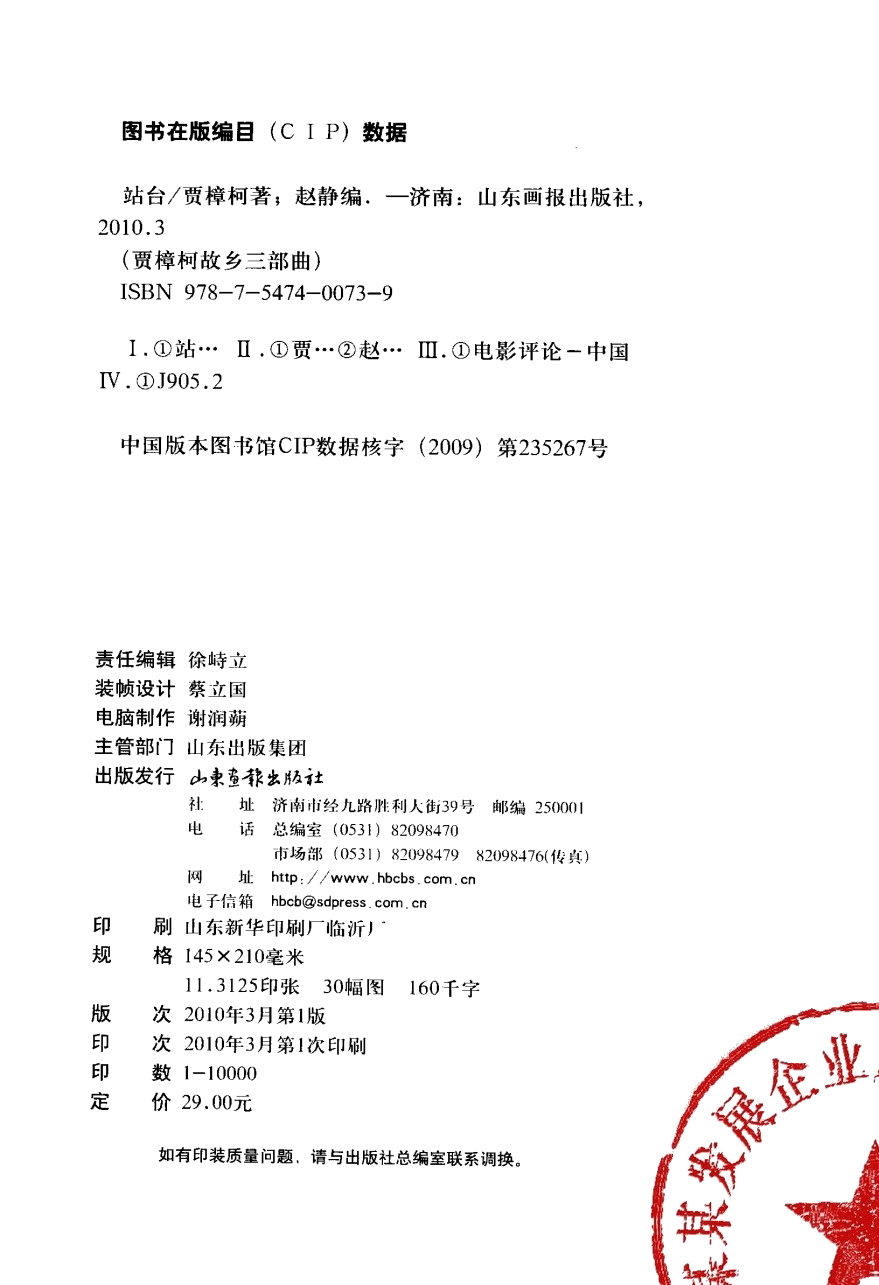 图书在版编目（CIP）数据
站台/贾樟柯著；赵静编．—济南：山东画报出版社，
2010.3
（贾樟柯故乡三部曲）
ISBN 978-7-5474-0073-9
Ⅰ.①站… Ⅱ.①贾…②赵… Ⅲ.①电影评论－中国
Ⅳ.①J905.2
中国版本图书馆CIP数据核字（2009）第235267号
责任编辑 徐峙立
装帧设计 蔡立国
电脑制作 谢润蒴
主管部门 山东出版集团
出版发行 山东画报出版社
社 址 济南市经九路胜利大街39号 邮编 250001
电 话 总编室（0531）82098470
市场部（0531）82098479 82098476(传真)
网 址 http://www.hbcbs.com.cn
电子信箱 hbcb@sdpress.com.cn
印 刷 山东新华印刷厂临沂厂
规 格 145×210毫米
11.3125印张 30幅图 160千字
版 次 2010年3月第1版
印 次 2010年3月第1次印刷
印 数 1-10000
定 价 29.00元
如有印装质量问题，请与出版社总编室联系调换。
某某发展企业